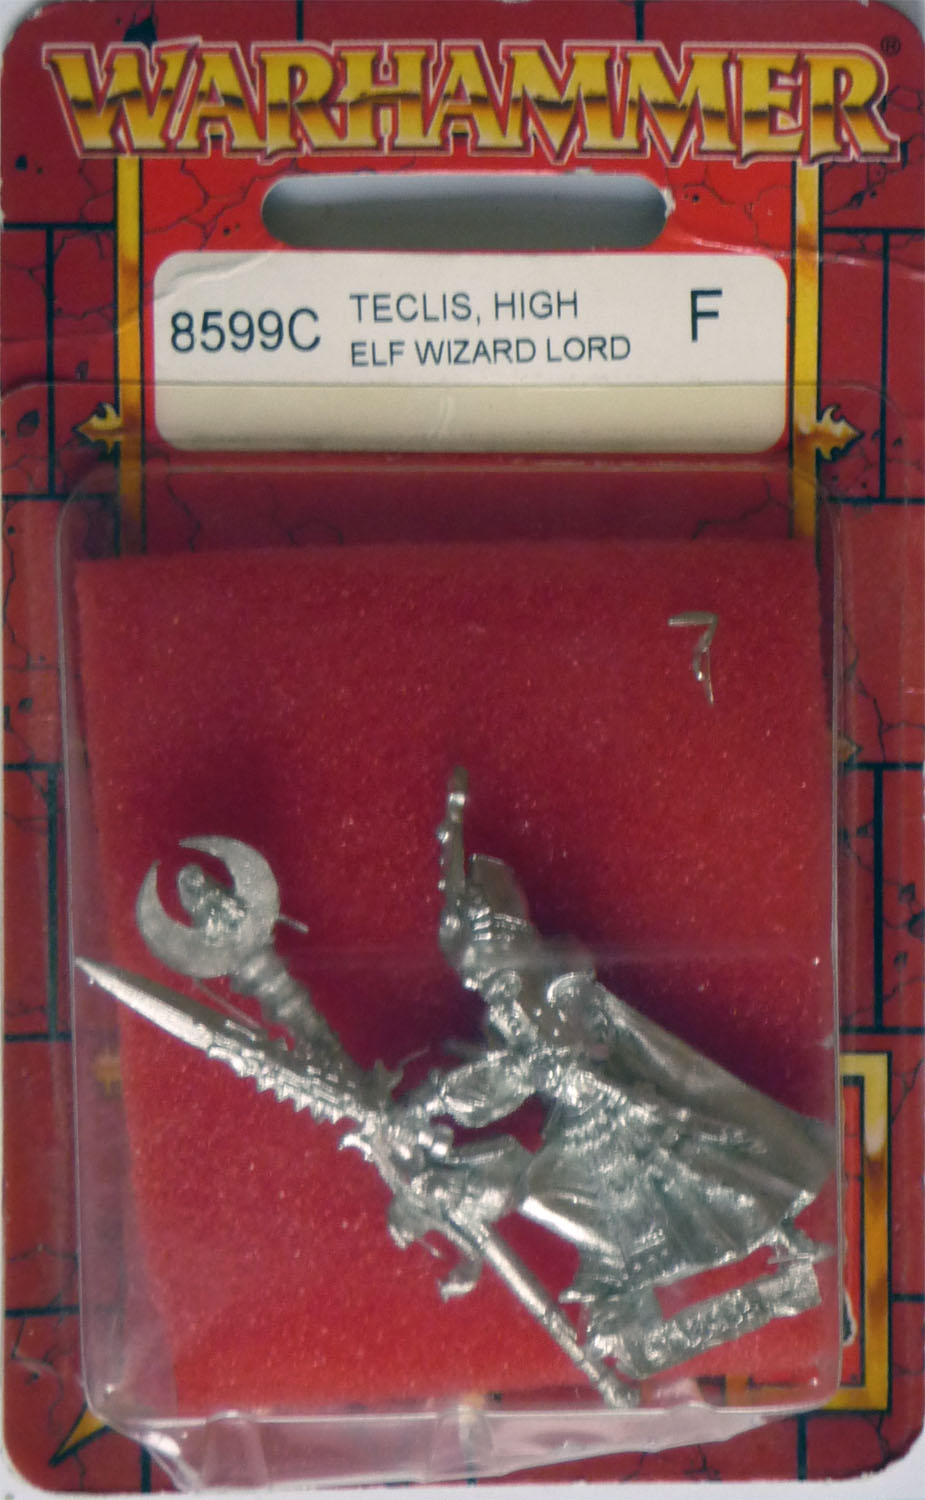 WARHAMMER®
8599C TECLIS, HIGH F
ELF WIZARD LORD